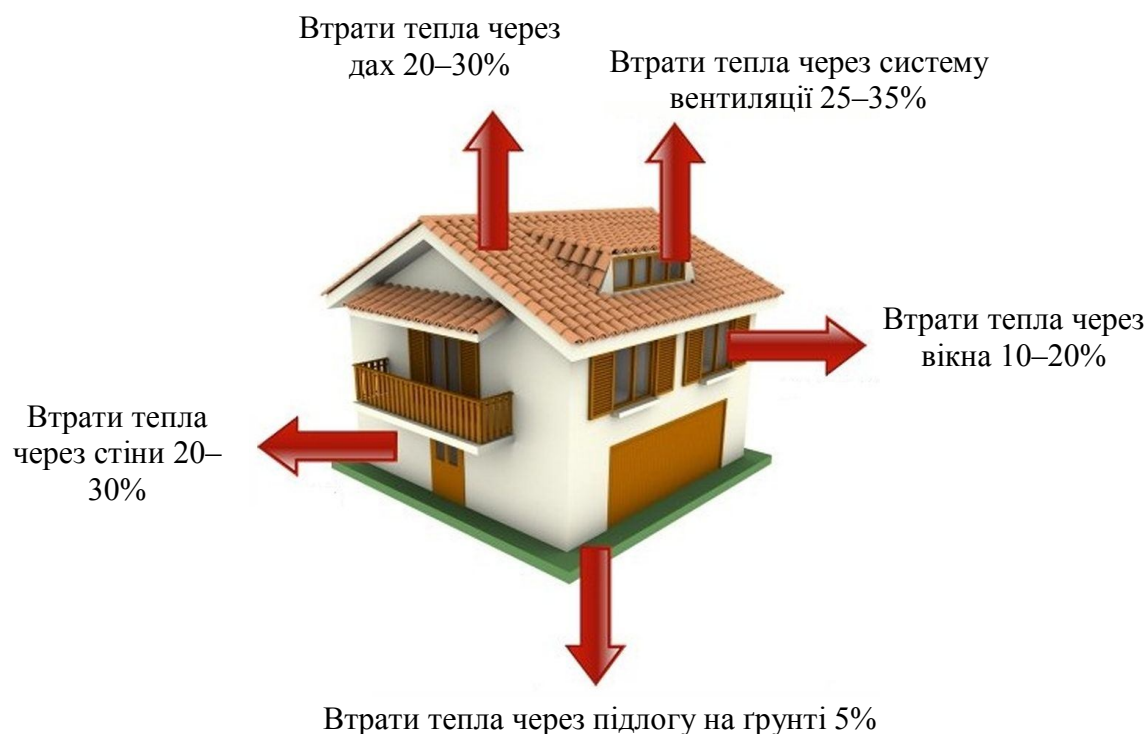 Втрати тепла через
дах 20–30%
Втрати тепла через систему
вентиляції 25–35%
Втрати тепла через
вікна 10–20%
Втрати тепла
через стіни 20–
30%
Втрати тепла через підлогу на ґрунті 5%